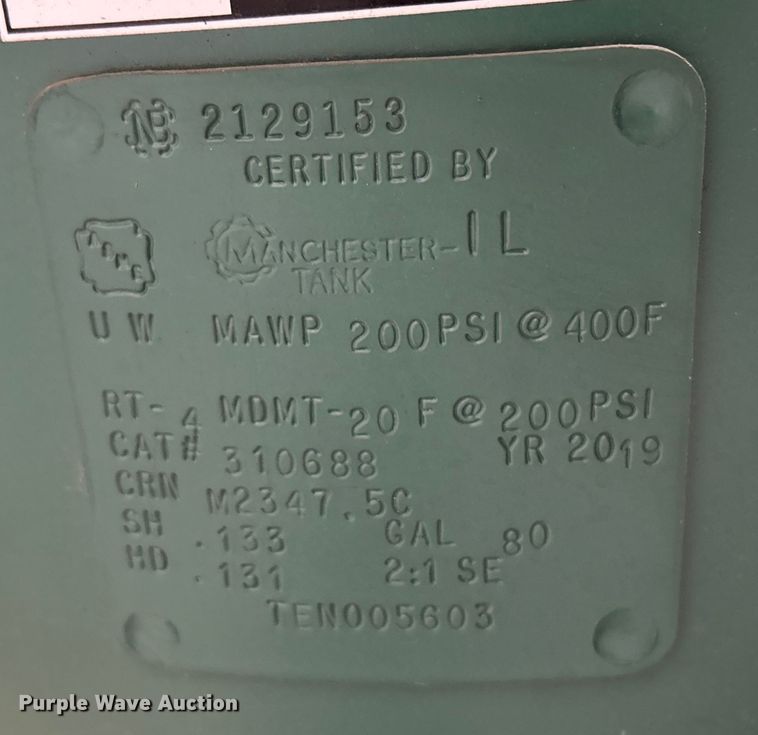 NB 2129153
CERTIFIED BY
ASME MANCHESTER- IL
TANK
U W MAWP 200PSI @ 400F
RT- 4 MDMT-20 F @ 200PSI
CAT# 310688 YR 2019
CRN M2347.5C
SH .133 GAL 80
HD .131 2:1 SE
TEN005603
Purple Wave Auction